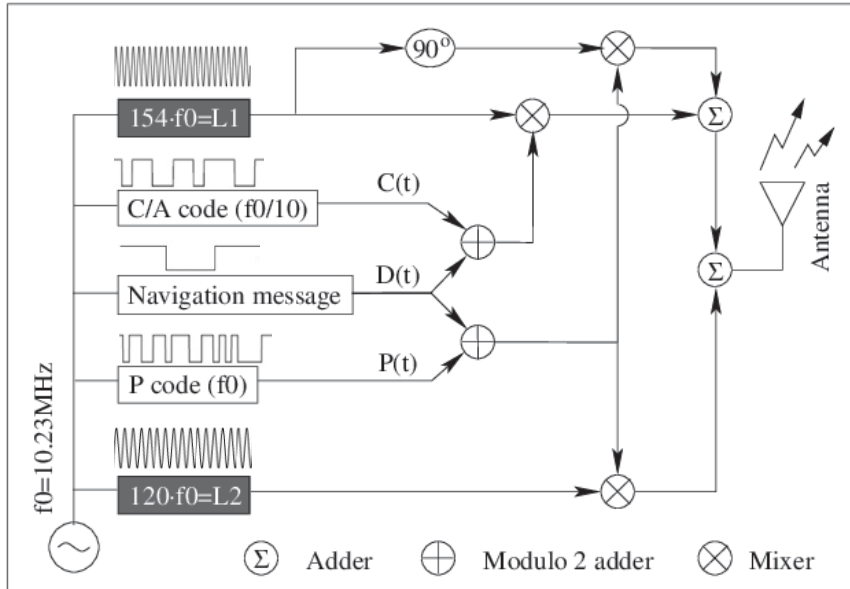 90°
154·f0=L1
Σ
C/A code (f0/10)
C(t)
Antenna
Σ
Navigation message
D(t)
P code (f0)
P(t)
f0=10.23MHz
120·f0=L2
Σ Adder
Modulo 2 adder
Mixer